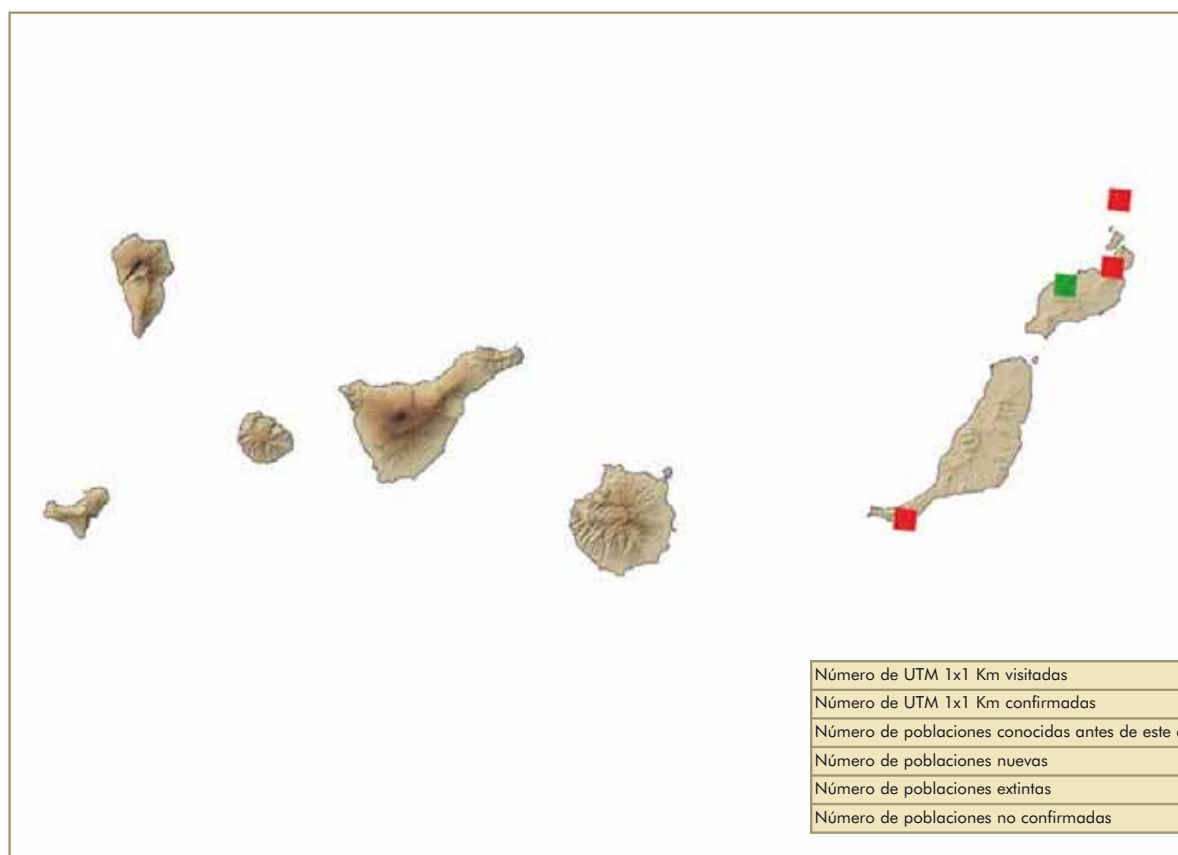 Número de UTM 1x1 Km visitadas
Número de UTM 1x1 Km confirmadas
Número de poblaciones conocidas antes de este
Número de poblaciones nuevas
Número de poblaciones extintas
Número de poblaciones no confirmadas